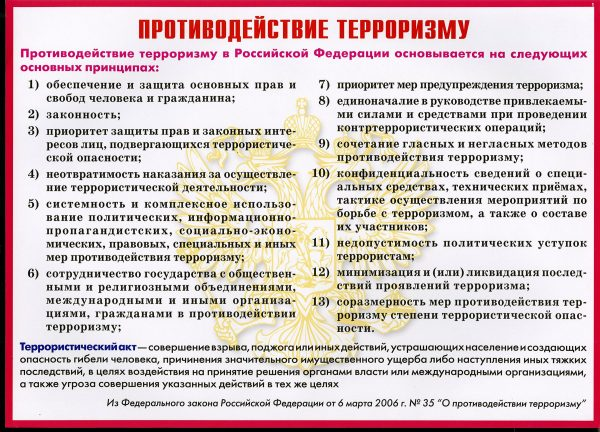 ПРОТИВОДЕЙСТВИЕ ТЕРРОРИЗМУ
Противодействие терроризму в Российской Федерации основывается на следующих
основных принципах:
1) обеспечение и защита основных прав и
свобод человека и гражданина;
2) законность;
3) приоритет защиты прав и законных инте-
ресов лиц, подвергающихся террористиче-
ской опасности;
4) неотвратимость наказания за осуществле-
ние террористической деятельности;
5) системность и комплексное использо-
вание политических, информационно-
пропагандистских, социально-эконо-
мических, правовых, специальных и иных
мер противодействия терроризму;
6) сотрудничество государства с обществен-
ными и религиозными объединениями,
международными и иными организа-
циями, гражданами в противодействии
терроризму;
7) приоритет мер предупреждения терроризма;
8) единоначалие в руководстве привлекаемы-
ми силами и средствами при проведении
контртеррористических операций;
9) сочетание гласных и негласных методов
противодействия терроризму;
10) конфиденциальность сведений о специ-
альных средствах, технических приёмах,
тактике осуществления мероприятий по
борьбе с терроризмом, а также о составе
их участников;
11) недопустимость политических уступок
террористам;
12) минимизация и (или) ликвидация послед-
ствий проявлений терроризма;
13) соразмерность мер противодействия тер-
роризму степени террористической опас-
ности.
Террористический акт — совершение взрыва, поджога или иных действий, устрашающих население и создающих
опасность гибели человека, причинения значительного имущественного ущерба либо наступления иных тяжких
последствий, в целях воздействия на принятие решения органами власти или международными организациями,
а также угроза совершения указанных действий в тех же целях
Из Федерального закона Российской Федерации от 6 марта 2006 г. № 35 "О противодействии терроризму"